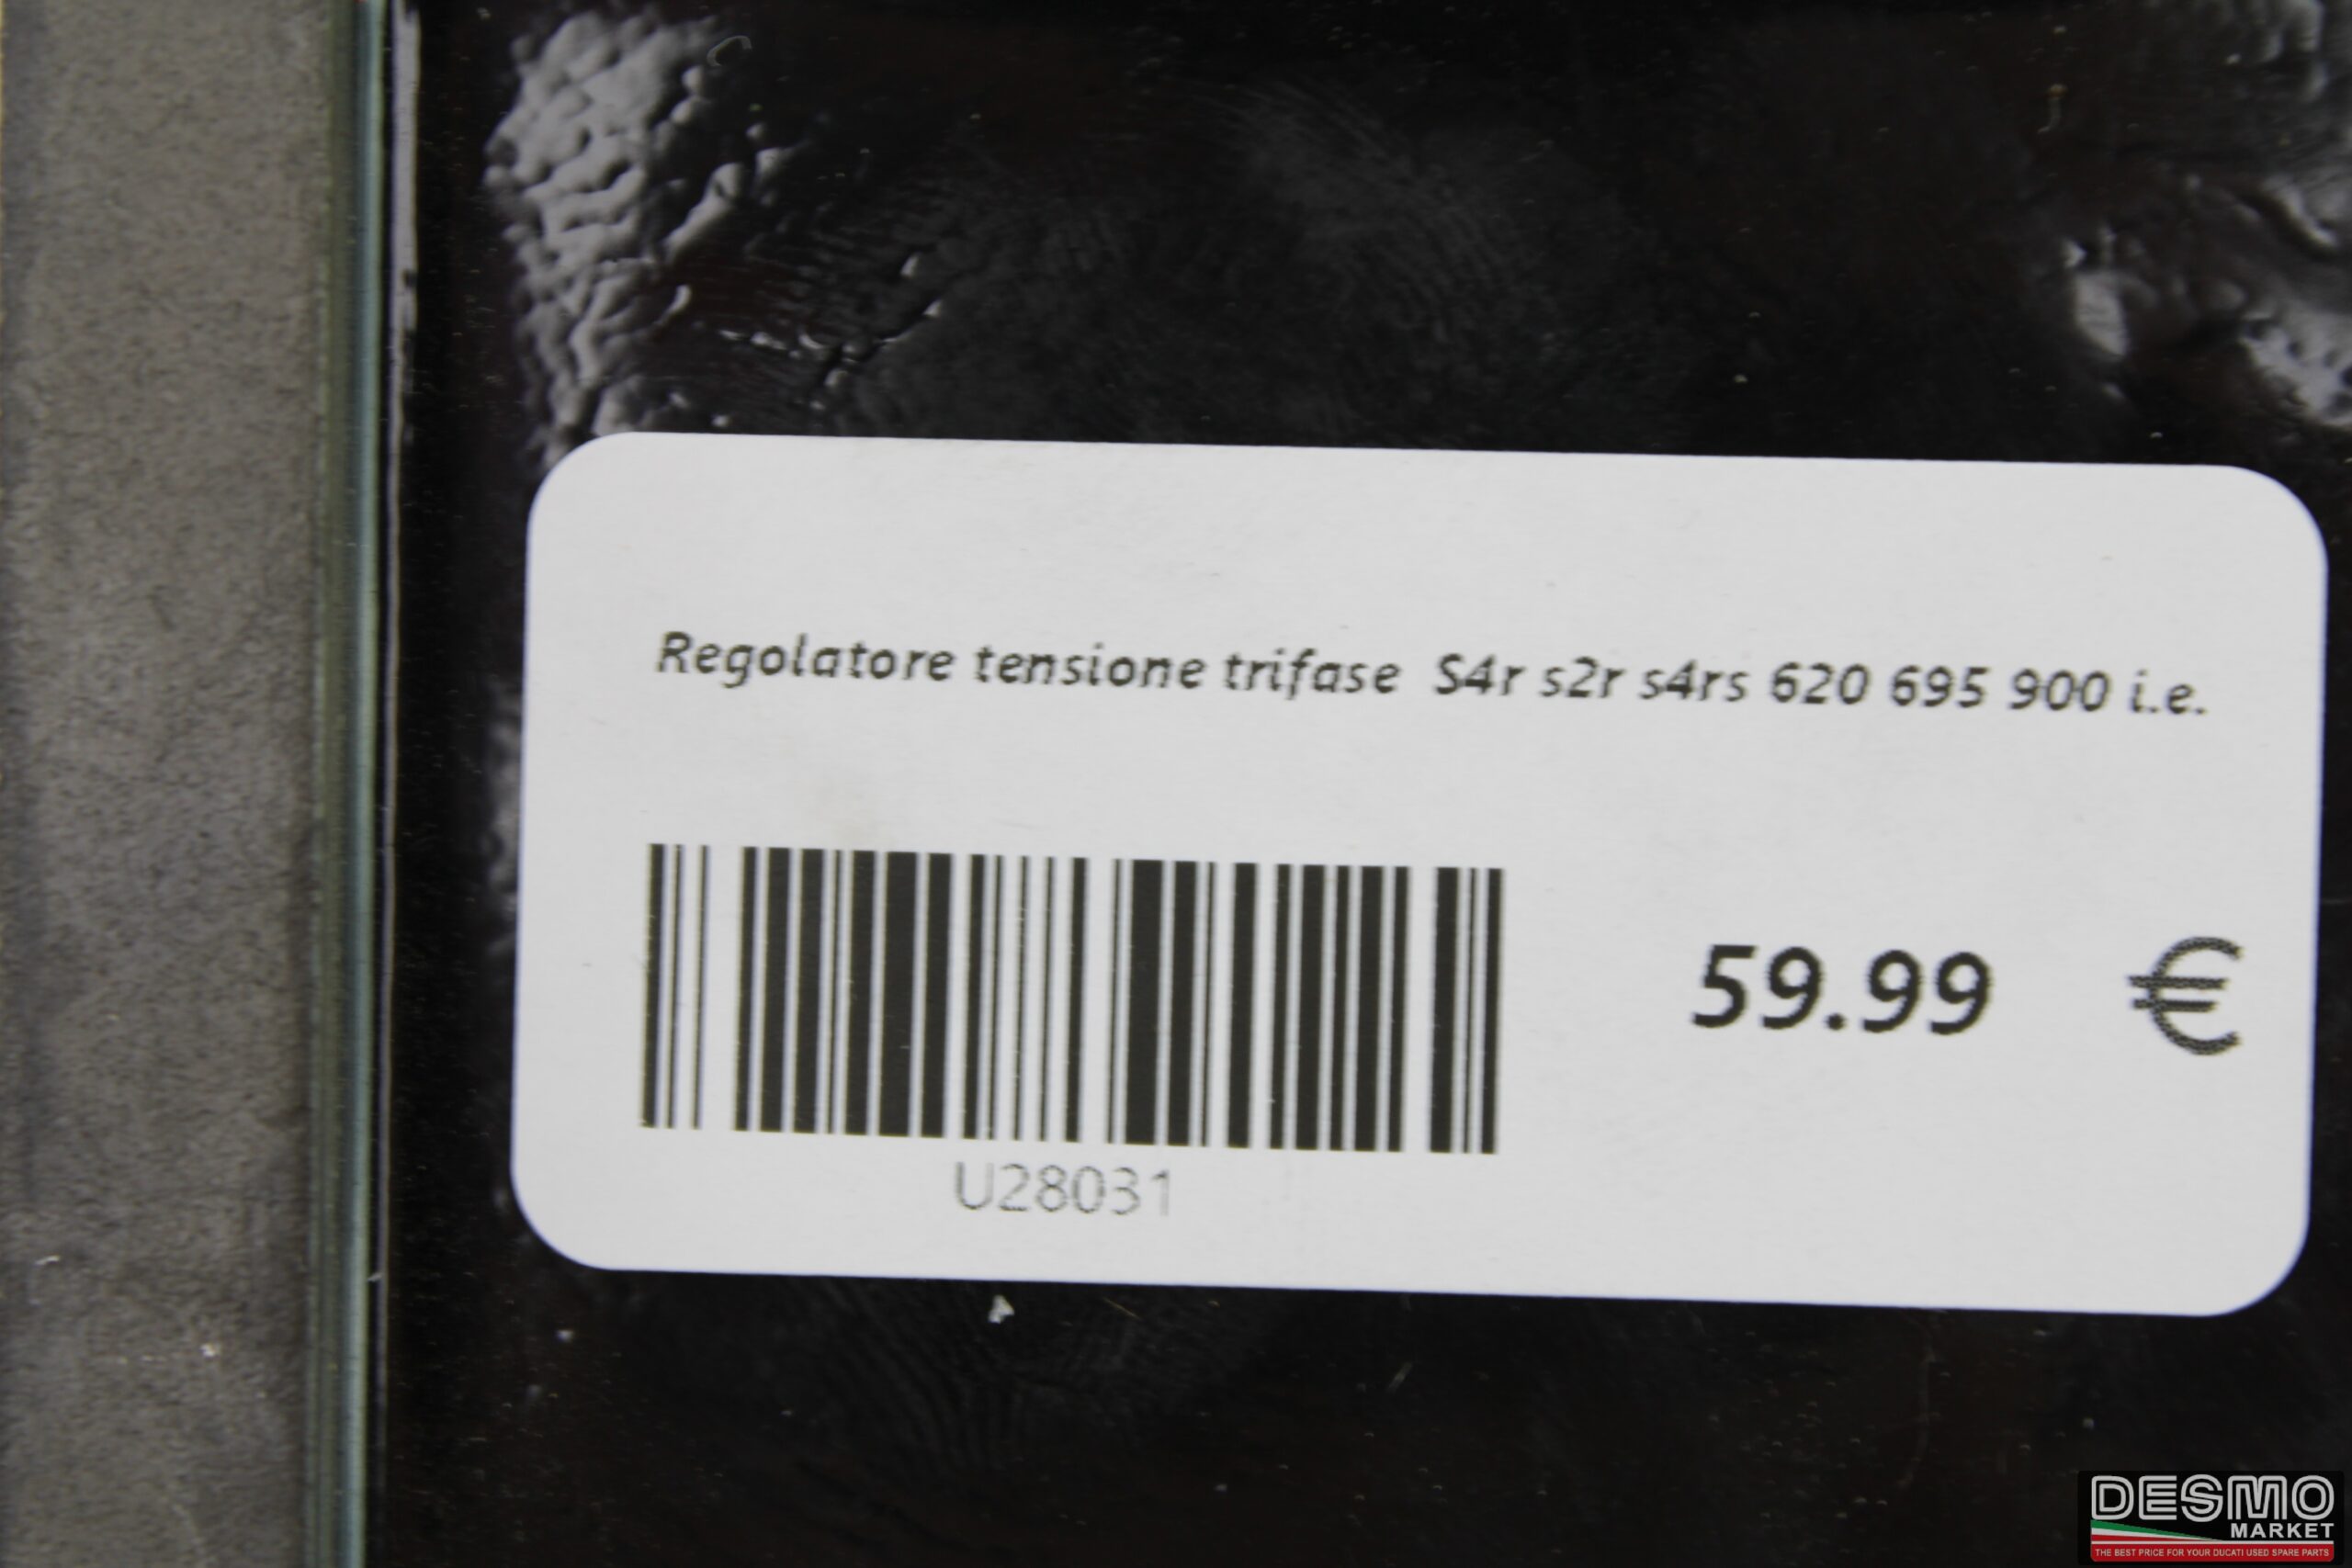 Regolatore tensione trifase S4r s2r s4rs 620 695 900 i.e.
59.99 €
U28031
DESMO
MARKET
THE BEST PRICE FOR YOUR DUCATI USED SPARE PARTS